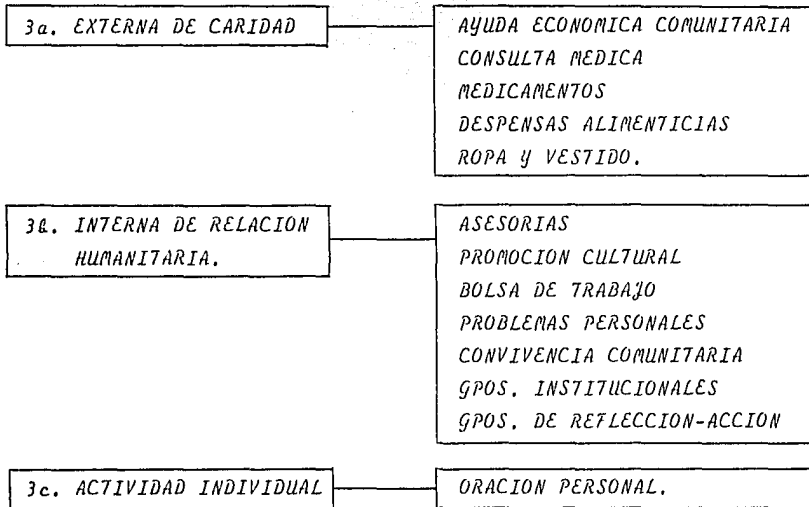 3a. EXTERNA DE CARIDAD
AYUDA ECONOMICA COMUNITARIA
CONSULTA MEDICA
MEDICAMENTOS
DESPENSAS ALIMENTICIAS
ROPA Y VESTIDO.
3b. INTERNA DE RELACION
HUMANITARIA.
ASESORIAS
PROMOCION CULTURAL
BOLSA DE TRABAJO
PROBLEMAS PERSONALES
CONVIVENCIA COMUNITARIA
GPOS. INSTITUCIONALES
GPOS. DE REFLECCION-ACCION
3c. ACTIVIDAD INDIVIDUAL
ORACION PERSONAL.